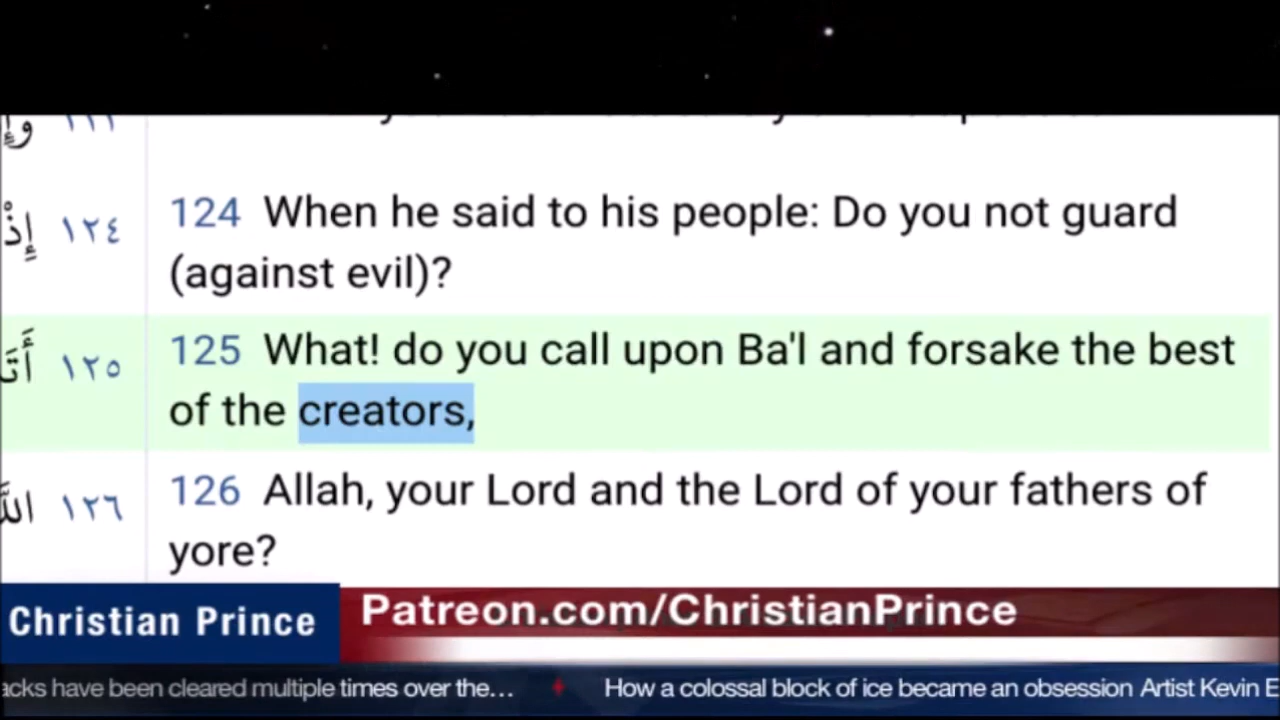 124 When he said to his people: Do you not guard
إِذْ ١٢٤
(against evil)?
125 What! do you call upon Ba'l and forsake the best
١٢٥
of the creators,
126 Allah, your Lord and the Lord of your fathers of
١٢٦
yore?
Christian Prince
Patreon.com/ChristianPrince
acks have been cleared multiple times over the... How a colossal block of ice became an obsession Artist Kevin E